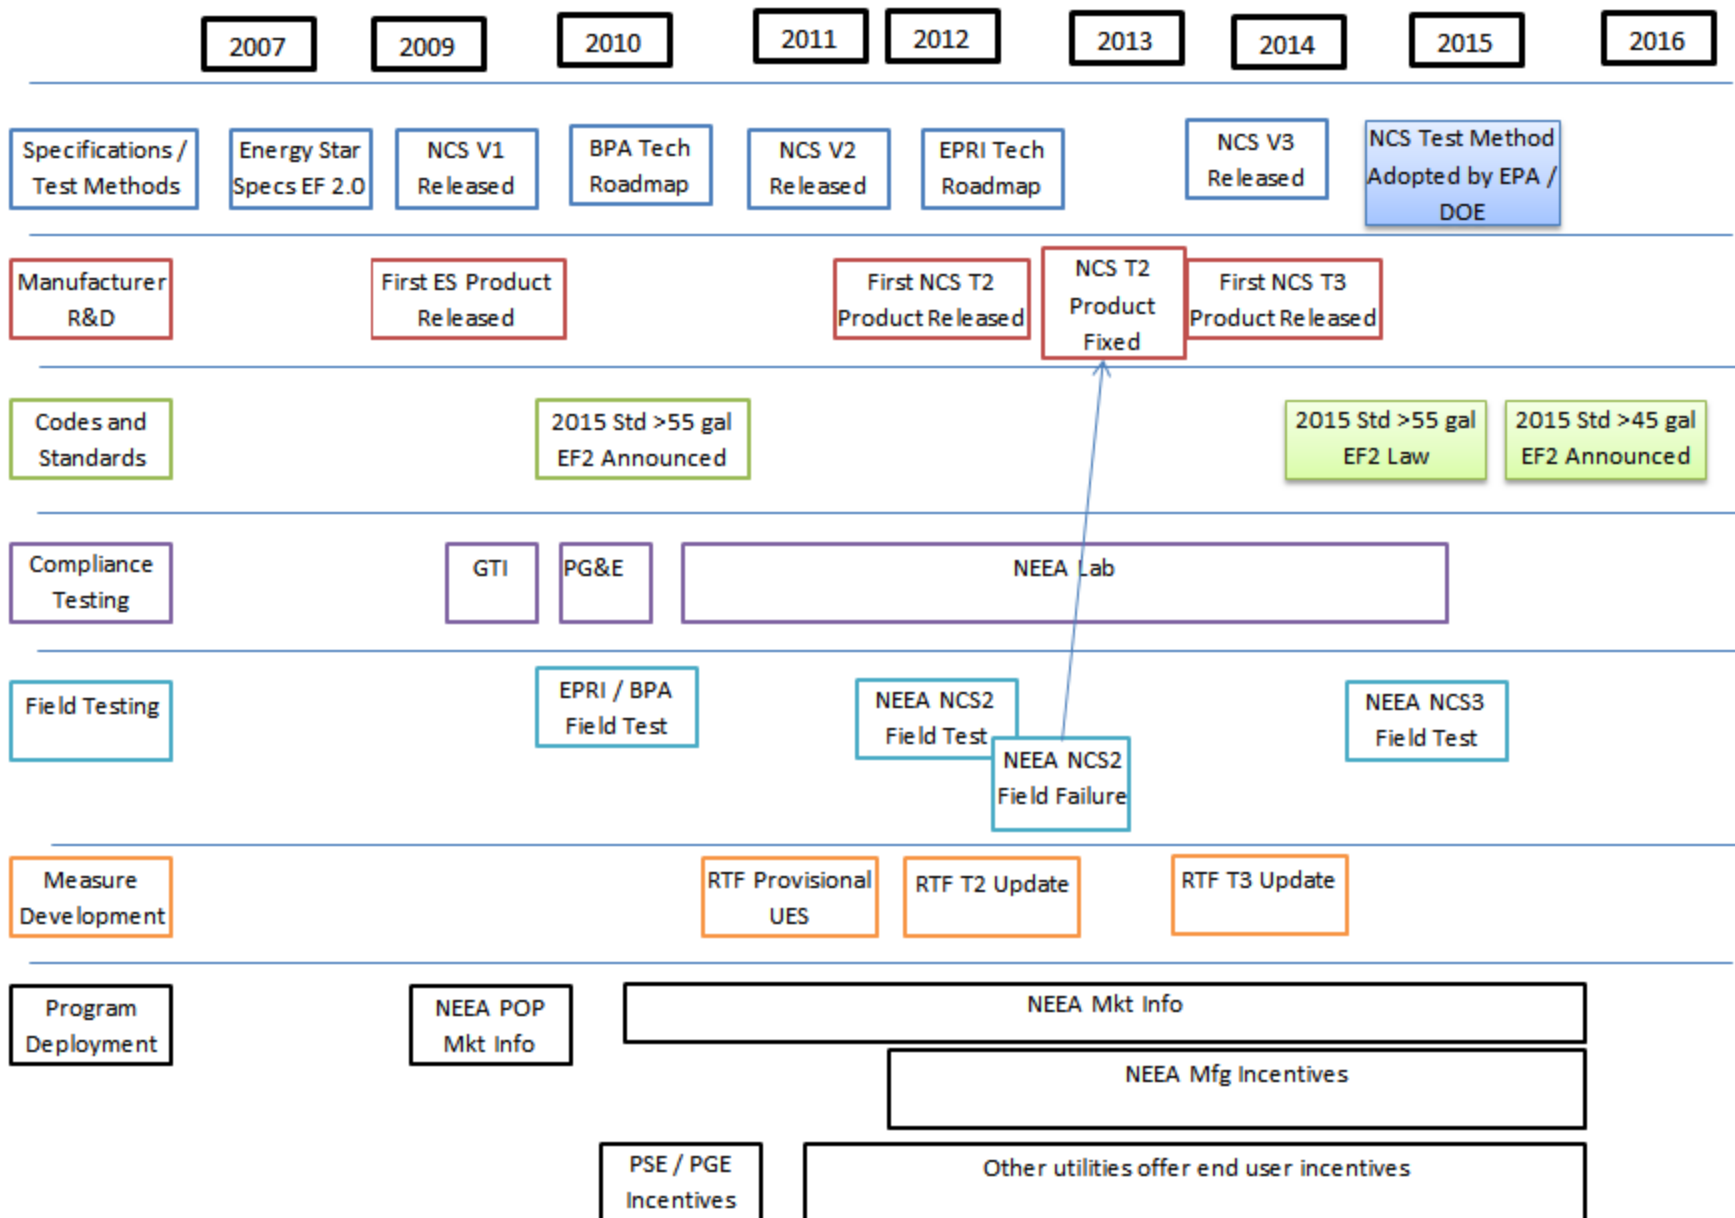 2007
2009
2010
2011
2012
2013
2014
2015
2016
Specifications /
Test Methods
Energy Star
Specs EF 2.0
NCS V1
Released
BPA Tech
Roadmap
NCS V2
Released
EPRI Tech
Roadmap
NCS V3
Released
NCS Test Method
Adopted by EPA /
DOE
Manufacturer
R&D
First ES Product
Released
First NCS T2
Product Released
NCS T2
Product
Fixed
First NCS T3
Product Released
Codes and
Standards
2015 Std >55 gal
EF2 Announced
2015 Std >55 gal
EF2 Law
2015 Std >45 gal
EF2 Announced
Compliance
Testing
GTI
PG&E
NEEA Lab
Field Testing
EPRI / BPA
Field Test
NEEA NCS2
Field Test
NEEA NCS2
Field Failure
NEEA NCS3
Field Test
Measure
Development
RTF Provisional
UES
RTF T2 Update
RTF T3 Update
Program
Deployment
NEEA POP
Mkt Info
NEEA Mkt Info
NEEA Mfg Incentives
PSE / PGE
Incentives
Other utilities offer end user incentives